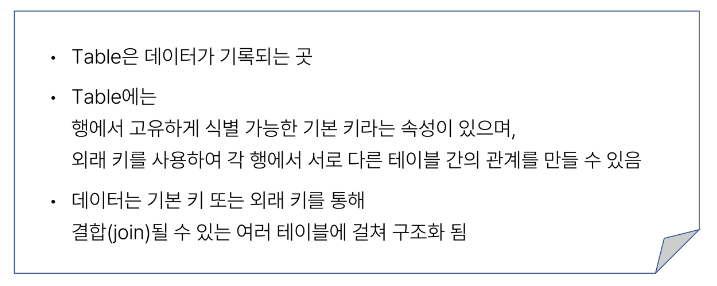 • Table은 데이터가 기록되는 곳
• Table에는
행에서 고유하게 식별 가능한 기본 키라는 속성이 있으며,
외래 키를 사용하여 각 행에서 서로 다른 테이블 간의 관계를 만들 수 있음
• 데이터는 기본 키 또는 외래 키를 통해
결합(join)될 수 있는 여러 테이블에 걸쳐 구조화 됨